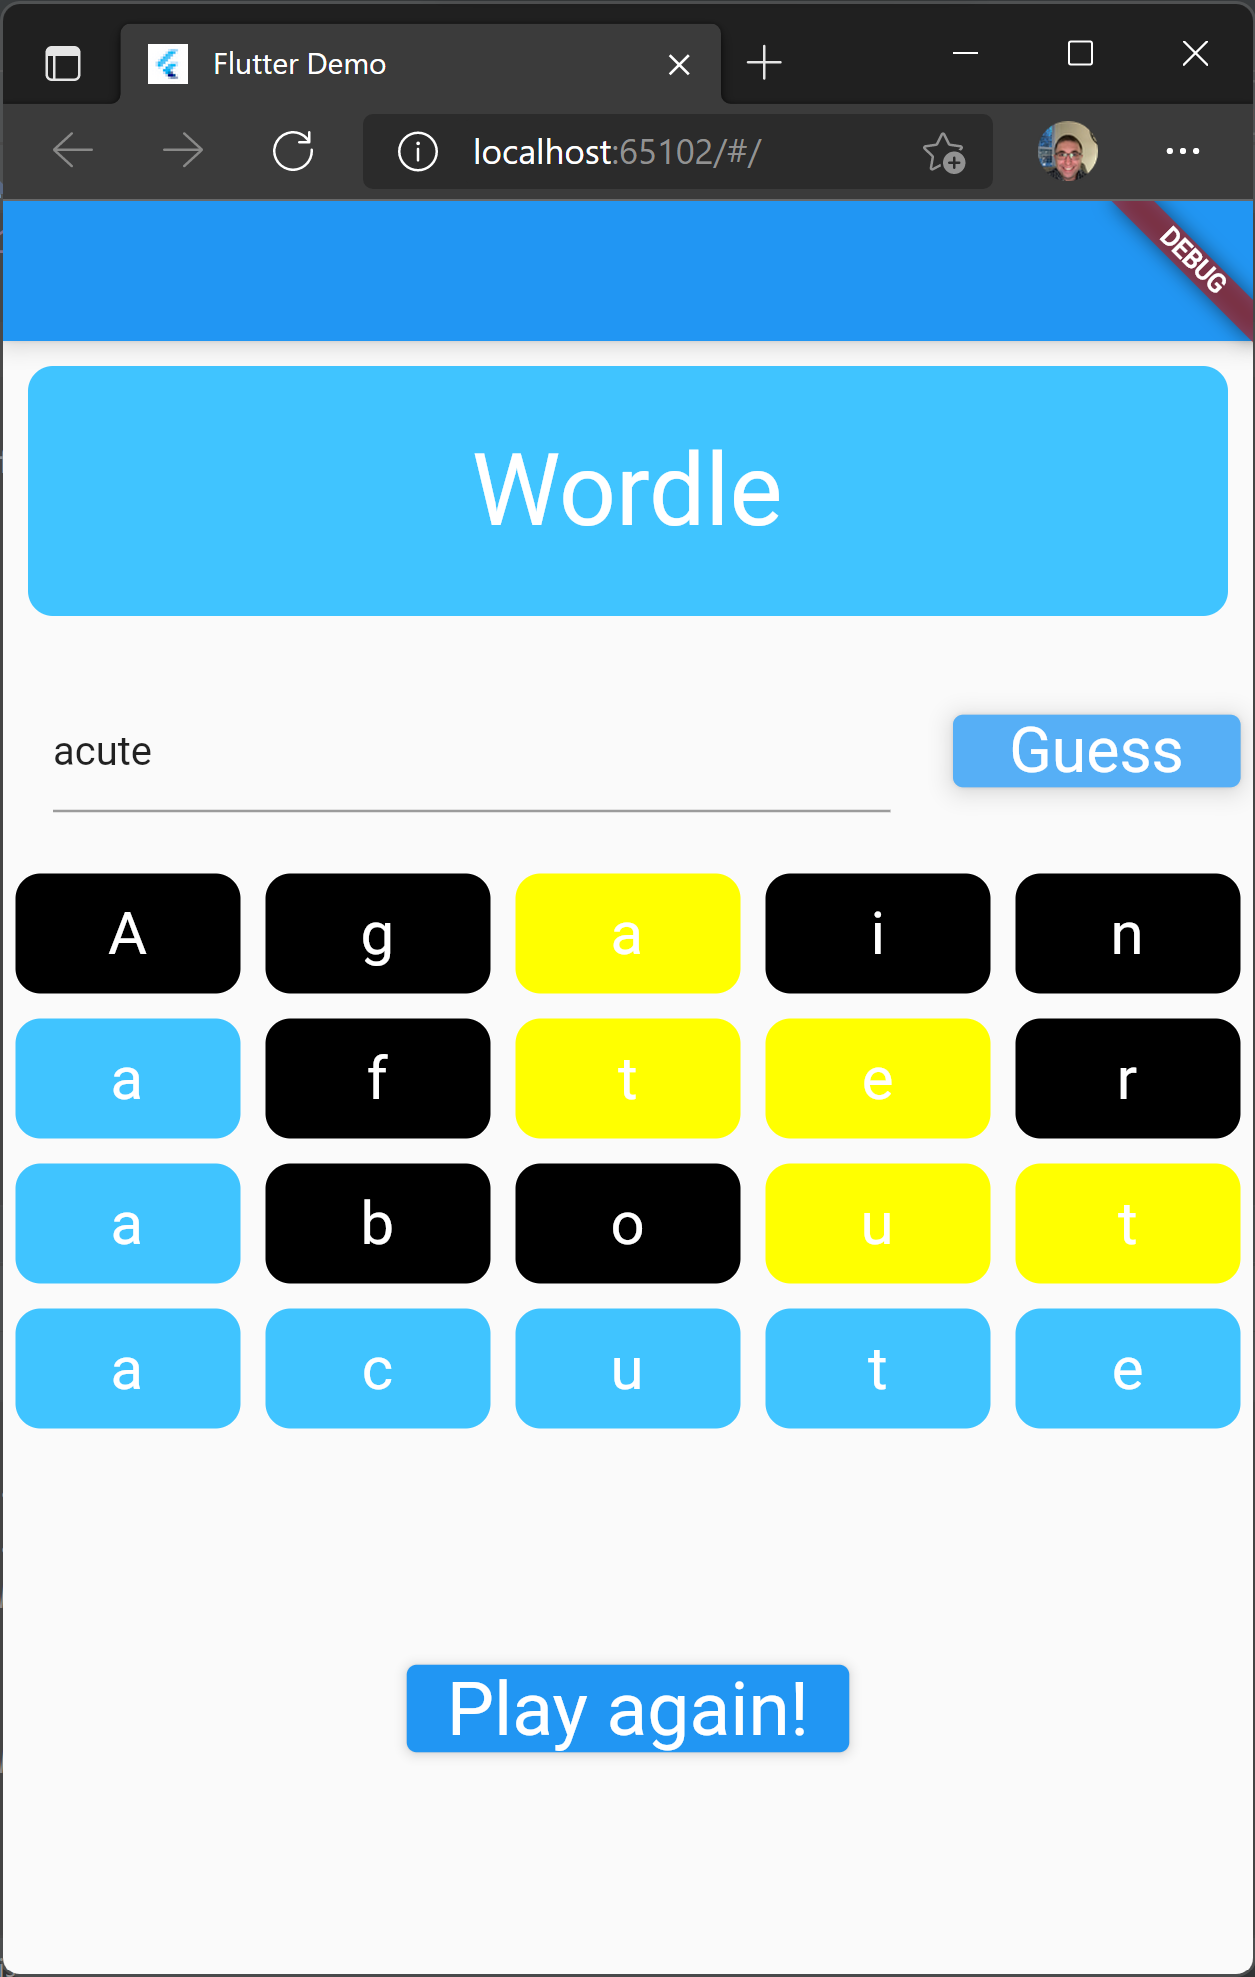 Flutter Demo
localhost:65102/#/
DEBUG
Wordle
acute
Guess
A g a i n
a f t e r
a b o u t
a c u t e
Play again!